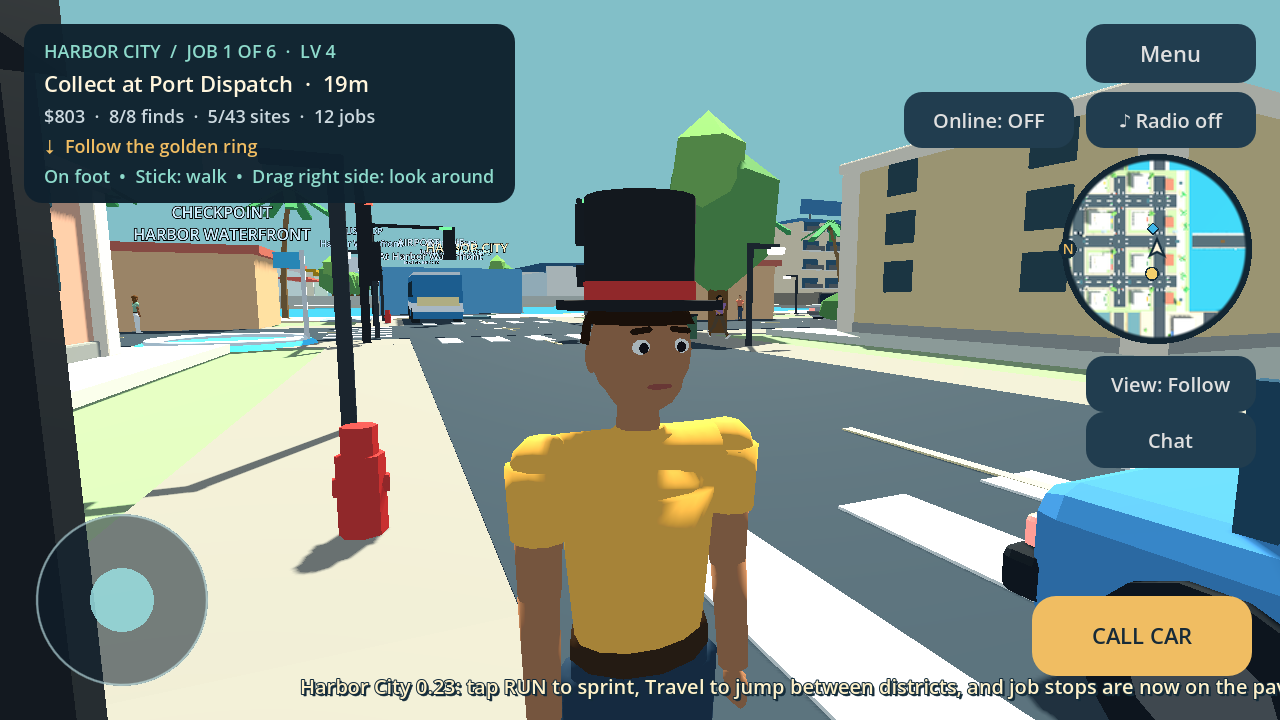 HARBOR CITY / JOB 1 OF 6 · LV 4
Collect at Port Dispatch · 19m
$803 · 8/8 finds · 5/43 sites · 12 jobs
↓ Follow the golden ring
On foot • Stick: walk • Drag right side: look around
Menu
Online: OFF
♪ Radio off
CHECKPOINT
HARBOR WATERFRONT
CITY
N
View: Follow
Chat
CALL CAR
Harbor City 0.23: tap RUN to sprint, Travel to jump between districts, and job stops are now on the pav